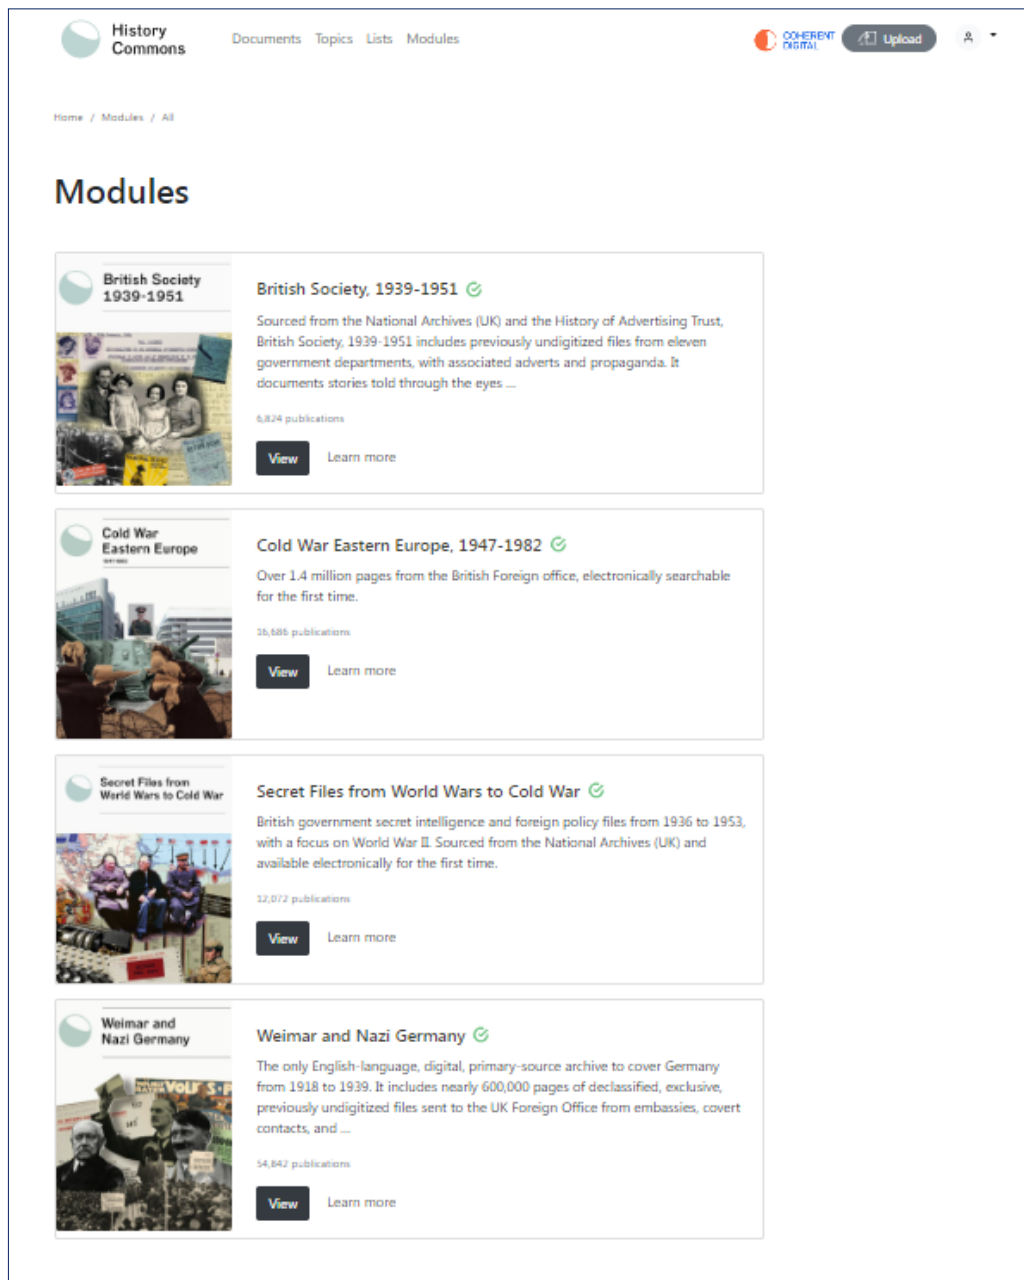 History
Commons
Documents Topics Lists Modules
COHERENT
DIGITAL
Upload
Home / Modules / All
Modules
British Society
1939-1951
British Society, 1939-1951
Sourced from the National Archives (UK) and the History of Advertising Trust,
British Society, 1939-1951 includes previously undigitized files from eleven
government departments, with associated adverts and propaganda. It
documents stories told through the eyes ...
6,824 publications
View Learn more
Cold War
Eastern Europe
1947-1982
Cold War Eastern Europe, 1947-1982
Over 1.4 million pages from the British Foreign office, electronically searchable
for the first time.
16,686 publications
View Learn more
Secret Files from
World Wars to Cold War
Secret Files from World Wars to Cold War
British government secret intelligence and foreign policy files from 1936 to 1953,
with a focus on World War II. Sourced from the National Archives (UK) and
available electronically for the first time.
12,072 publications
View Learn more
Weimar and
Nazi Germany
Weimar and Nazi Germany
The only English-language, digital, primary-source archive to cover Germany
from 1918 to 1939. It includes nearly 600,000 pages of declassified, exclusive,
previously undigitized files sent to the UK Foreign Office from embassies, covert
contacts, and ...
54,842 publications
View Learn more